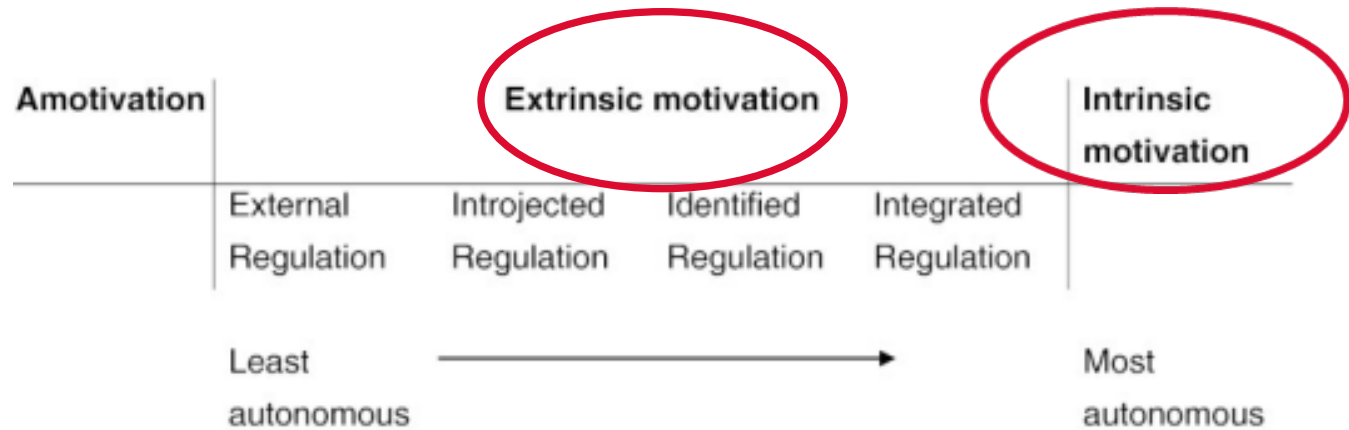 Amotivation
Extrinsic motivation
Intrinsic
motivation
External
Regulation
Introjected
Regulation
Identified
Regulation
Integrated
Regulation
Least
autonomous
Most
autonomous